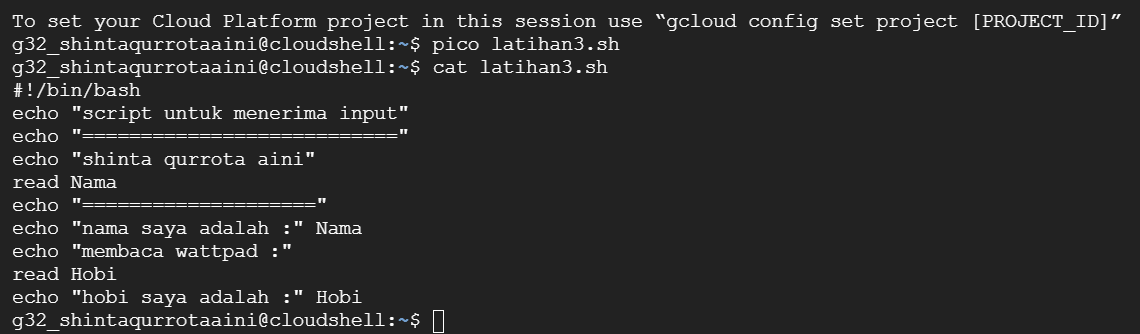 To set your Cloud Platform project in this session use “gcloud config set project [PROJECT_ID]”
g32_shintaqurrotaaini@cloudshell:~$ pico latihan3.sh
g32_shintaqurrotaaini@cloudshell:~$ cat latihan3.sh
#!/bin/bash
echo "script untuk menerima input"
echo "==========================="
echo "shinta qurrota aini"
read Nama
echo "===================="
echo "nama saya adalah :" Nama
echo "membaca wattpad :"
read Hobi
echo "hobi saya adalah :" Hobi
g32_shintaqurrotaaini@cloudshell:~$